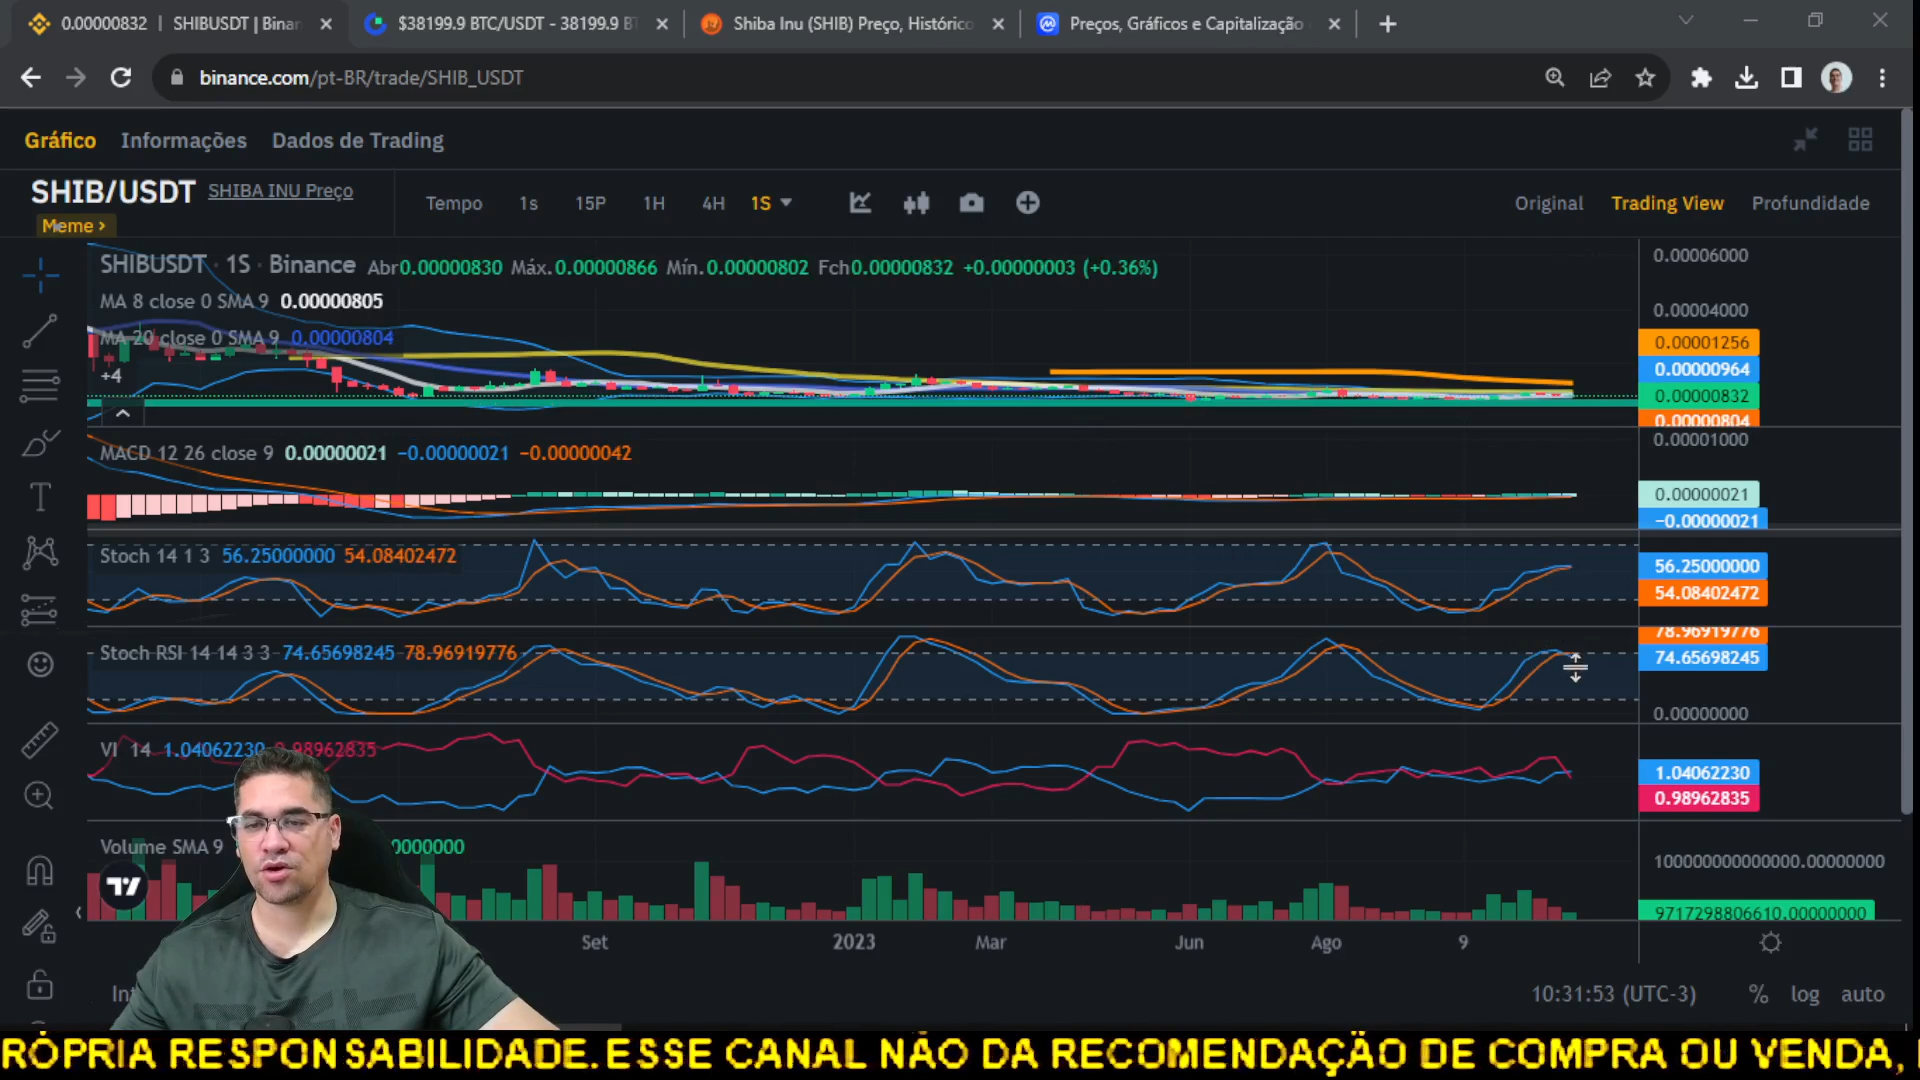 0.00000832 | SHIBUSDT | Binan
$38199.9 BTC/USDT - 38199.9 BT
Shiba Inu (SHIB) Preço, Histórico
Preços, Gráficos e Capitalização
binance.com/pt-BR/trade/SHIB_USDT
Gráfico Informações Dados de Trading
SHIB/USDT SHIBA INU Preço
Meme >
Tempo 1s 15P 1H 4H 1S
Original Trading View Profundidade
SHIBUSDT · 1S · Binance Abr0.00000830 Máx.0.00000866 Mín.0.00000802 Fch0.00000832 +0.00000003 (+0.36%)
MA 8 close 0 SMA 9 0.00000805
MA 20 close 0 SMA 9 0.00000804
+4
0.00006000
0.00004000
0.00001256
0.00000964
0.00000832
0.00000804
MACD 12 26 close 9 0.00000021 −0.00000021 −0.00000042
0.00001000
0.00000021
−0.00000021
Stoch 14 1 3 56.25000000 54.08402472
56.25000000
54.08402472
Stoch RSI 14 14 3 3 74.65698245 78.96919776
78.96919776
74.65698245
0.00000000
VI 14 1.04062230 0.98962835
1.04062230
0.98962835
Volume SMA 9
100000000000000.00000000
9717298806610.00000000
Set 2023 Mar Jun Ago 9
10:31:53 (UTC-3) % log auto
RÓPRIA RESPONSABILIDADE. ESSE CANAL NÃO DA RECOMENDAÇÃO DE COMPRA OU VENDA,